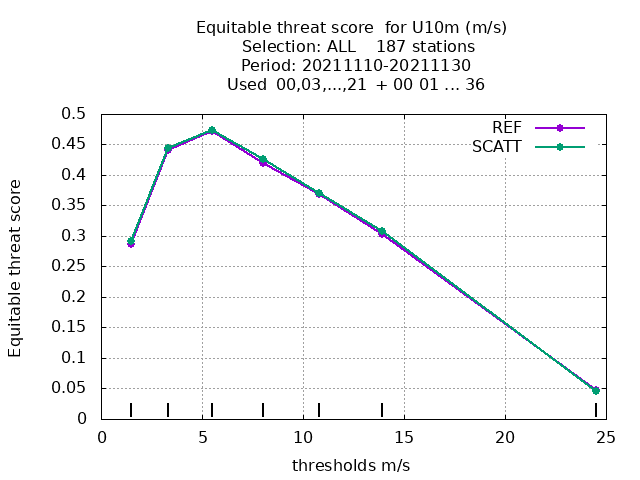 Equitable threat score  for U10m (m/s)
Selection: ALL    187 stations
Period: 20211110-20211130
Used  00,03,...,21  + 00 01 ... 36
REF
SCATT
Equitable threat score
0.5
0.45
0.4
0.35
0.3
0.25
0.2
0.15
0.1
0.05
0
0 5 10 15 20 25
thresholds m/s